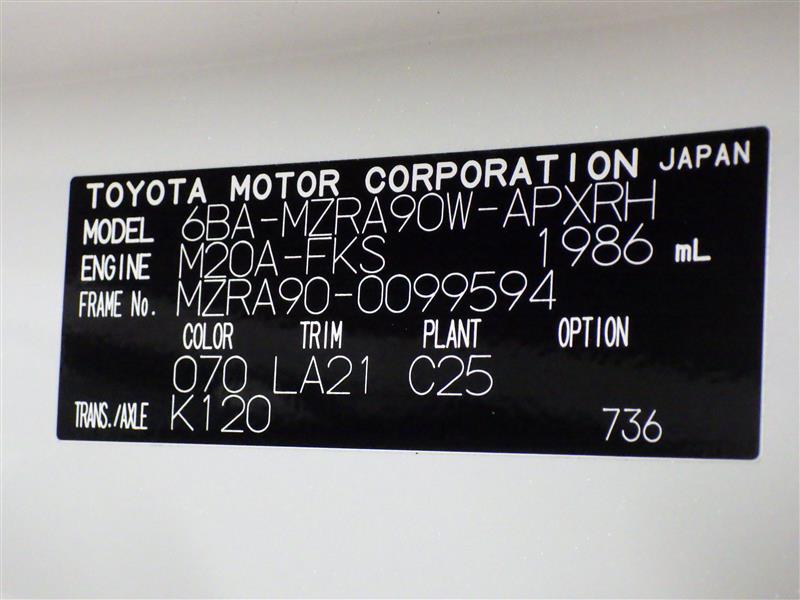 TOYOTA MOTOR CORPORATION JAPAN
MODEL 6BA-MZRA90W-APXRH
ENGINE M20A-FKS 1986 mL
FRAME No. MZRA90-0099594
COLOR TRIM PLANT OPTION
070 LA21 C25
TRANS./AXLE K120 736